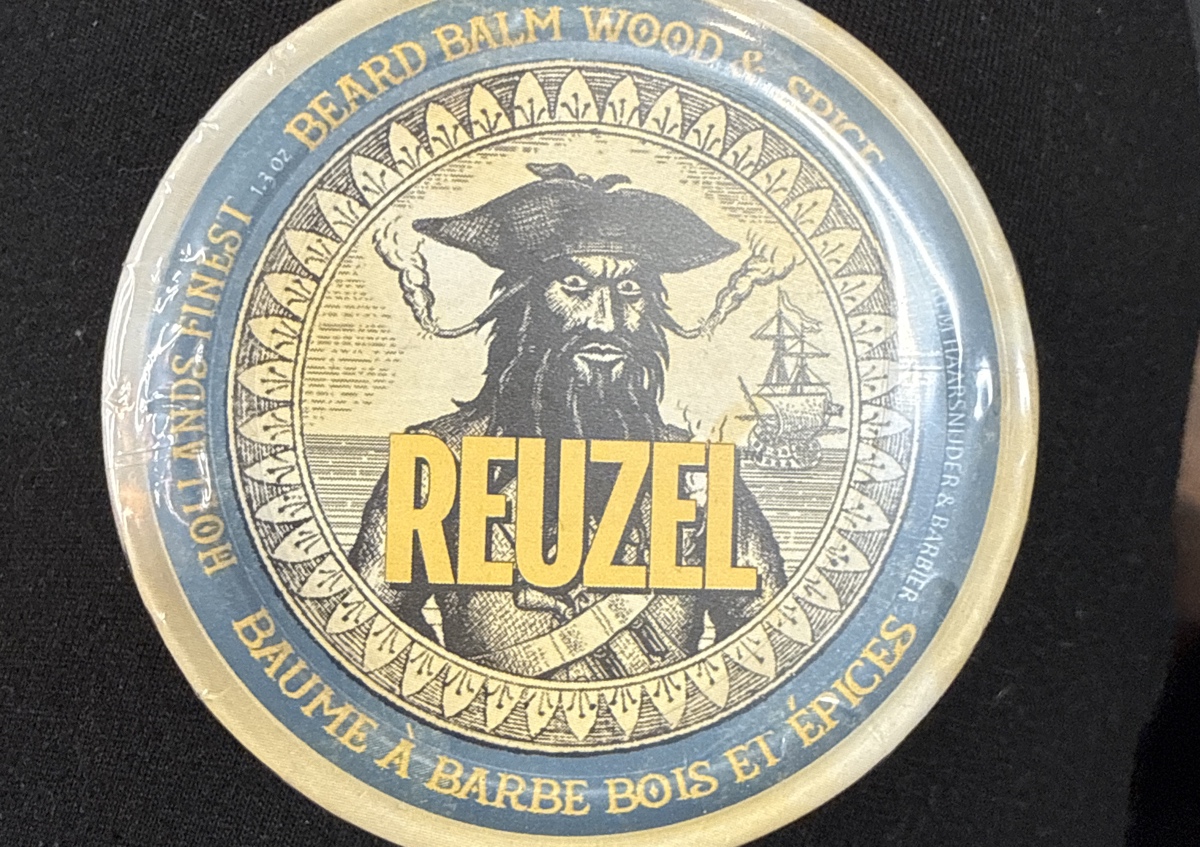 BEARD BALM WOOD & SPICE
HOLLANDS FINEST
1.3 OZ
REUZEL
HAARSNIJDER & BARBIER
BAUME À BARBE BOIS ET ÉPICES